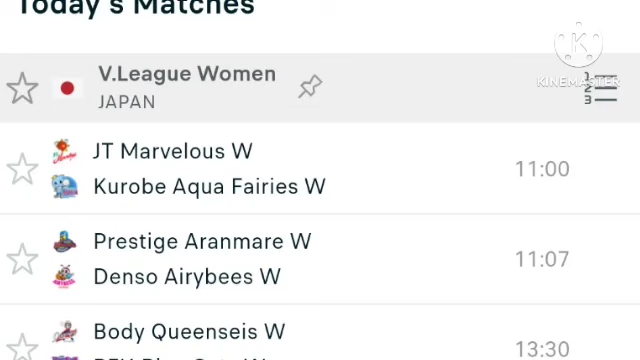 Today's Matches
V.League Women
JAPAN
KINEMASTER
JT Marvelous W
Kurobe Aqua Fairies W
11:00
Prestige Aranmare W
Denso Airybees W
11:07
Body Queenseis W
13:30